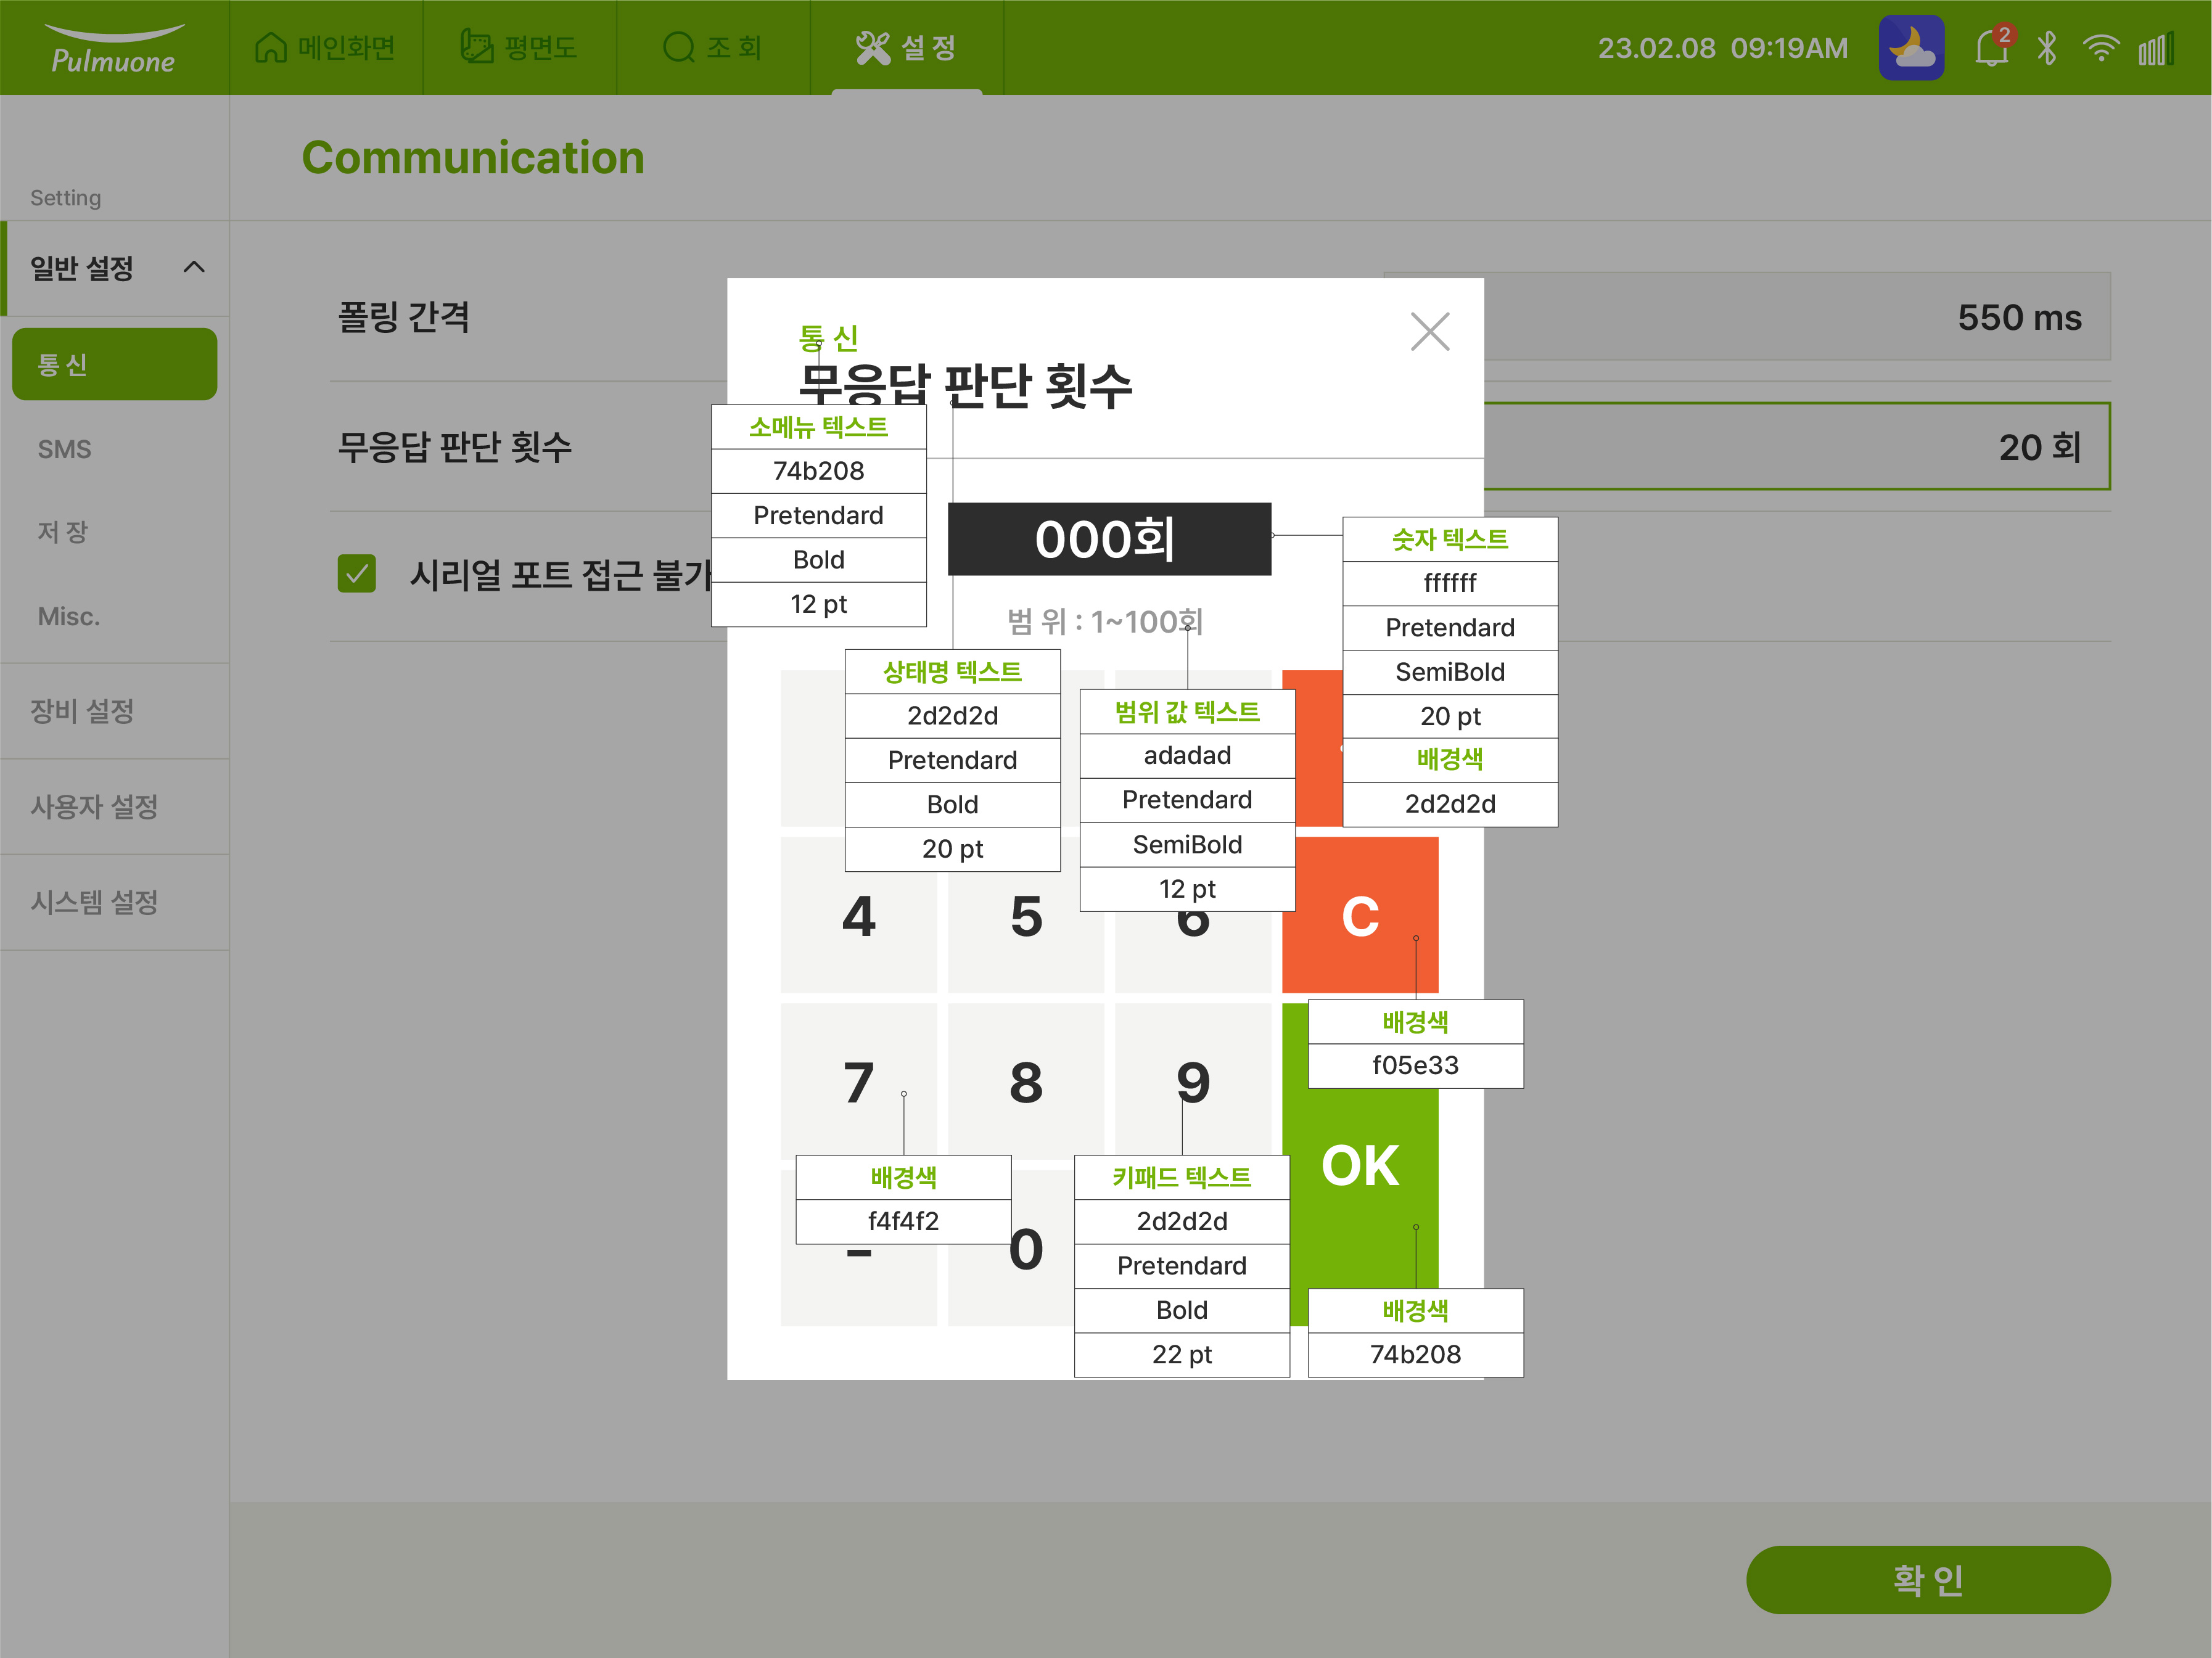 Pulmuone
메인화면
평면도
조 회
설 정
23.02.08 09:19AM
2
Communication
Setting
일반 설정
통 신
SMS
저 장
Misc.
장비 설정
사용자 설정
시스템 설정
폴링 간격
550 ms
무응답 판단 횟수
20 회
시리얼 포트 접근 불가
통 신
무응답 판단 횟수
000회
범 위 : 1~100회
소메뉴 텍스트
74b208
Pretendard
Bold
12 pt
상태명 텍스트
2d2d2d
Pretendard
Bold
20 pt
범위 값 텍스트
adadad
Pretendard
SemiBold
12 pt
숫자 텍스트
ffffff
Pretendard
SemiBold
20 pt
배경색
2d2d2d
4
5
6
C
배경색
f05e33
7
8
9
OK
배경색
f4f4f2
-
0
키패드 텍스트
2d2d2d
Pretendard
Bold
22 pt
배경색
74b208
확 인